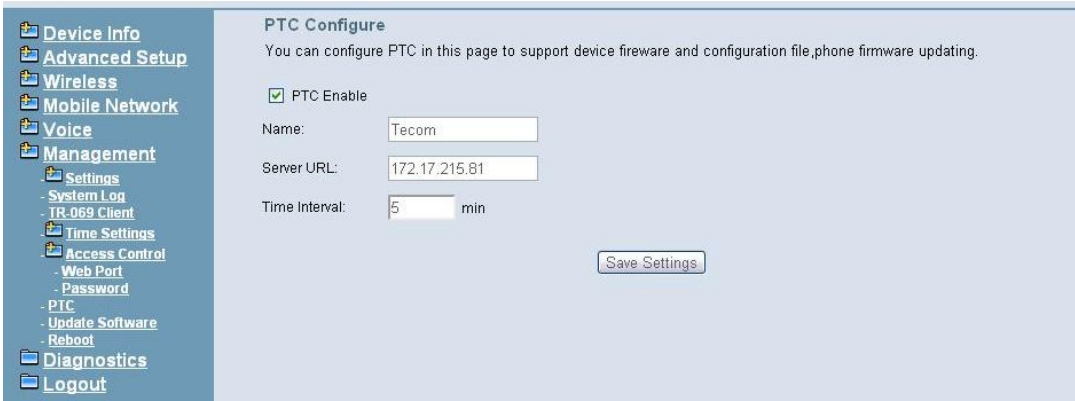 Device Info
Advanced Setup
Wireless
Mobile Network
Voice
Management
Settings
- System Log
- TR-069 Client
Time Settings
Access Control
- Web Port
- Password
- PTC
- Update Software
- Reboot
Diagnostics
Logout
PTC Configure
You can configure PTC in this page to support device fireware and configuration file,phone firmware updating.
PTC Enable
Name: Tecom
Server URL: 172.17.215.81
Time Interval: 5 min
Save Settings